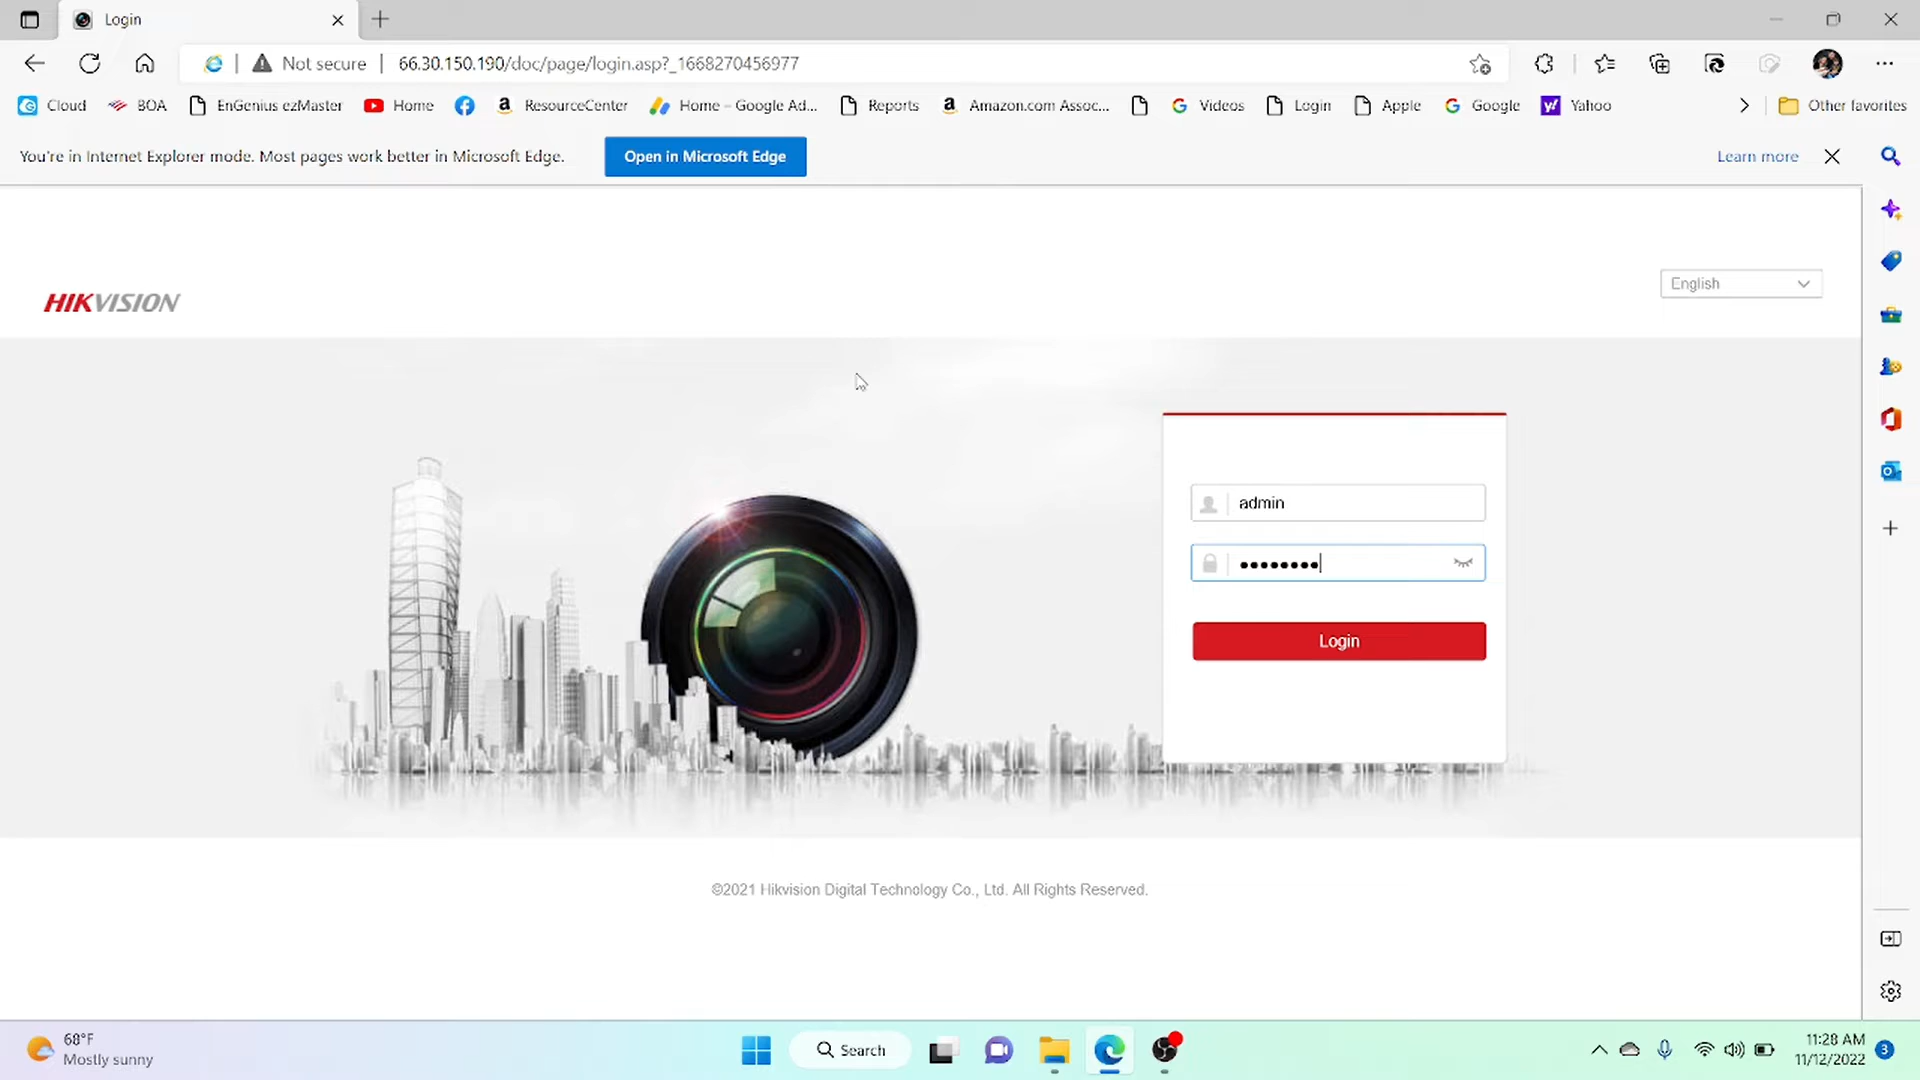 Login
Not secure
66.30.150.190/doc/page/login.asp?_1668270456977
Cloud BOA EnGenius ezMaster Home ResourceCenter Home – Google Ad... Reports Amazon.com Assoc... Videos Login Apple Google Yahoo Other favorites
You're in Internet Explorer mode. Most pages work better in Microsoft Edge. Open in Microsoft Edge Learn more
English
HIKVISION
admin
Login
©2021 Hikvision Digital Technology Co., Ltd. All Rights Reserved.
68°F
Mostly sunny
Search
11:28 AM
11/12/2022
3